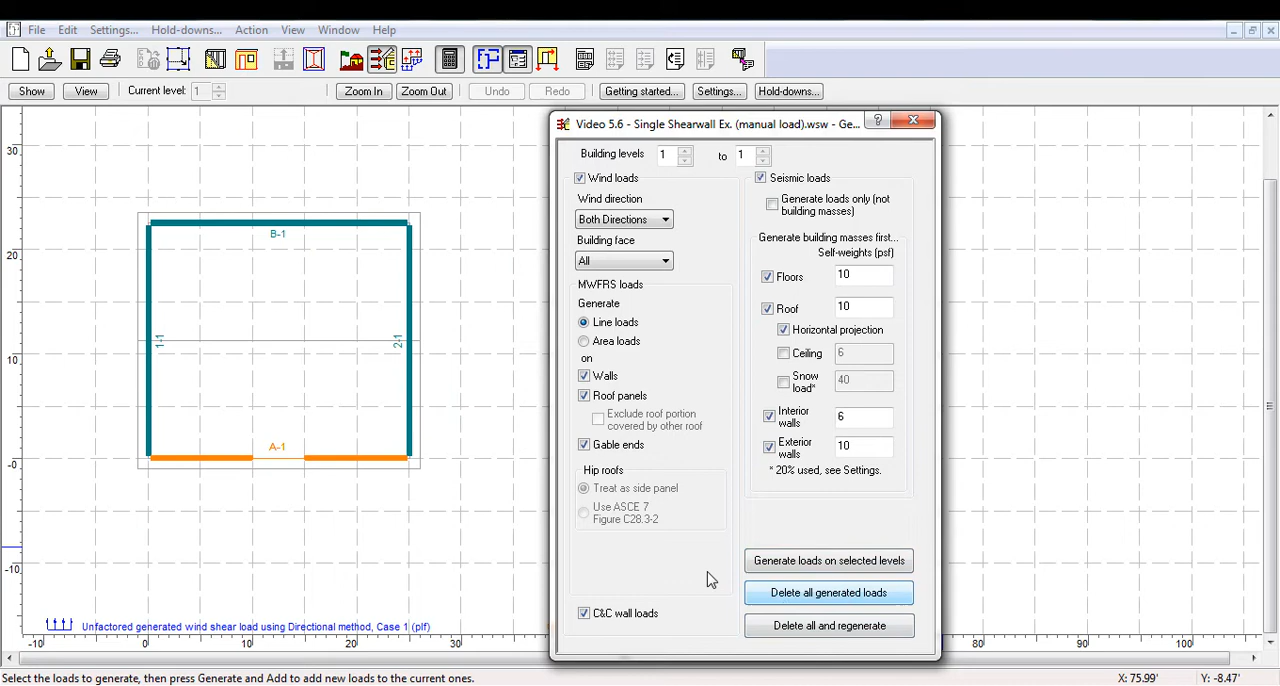 File Edit Settings... Hold-downs... Action View Window Help
Show View Current level: 1 Zoom In Zoom Out Undo Redo Getting started... Settings... Hold-downs...
Video 5.6 - Single Shearwall Ex. (manual load).wsw - Ge... ?
Building levels 1 to 1
Wind loads
Wind direction
Both Directions
Building face
All
MWFRS loads
Generate
Line loads
Area loads
on
Walls
Roof panels
Exclude roof portion
covered by other roof
Gable ends
Hip roofs
Treat as side panel
Use ASCE 7
Figure C28.3-2
C&C wall loads
Seismic loads
Generate loads only (not
building masses)
Generate building masses first...
Self-weights (psf)
Floors 10
Roof 10
Horizontal projection
Ceiling 6
Snow
load* 40
Interior
walls 6
Exterior
walls 10
* 20% used, see Settings.
Generate loads on selected levels
Delete all generated loads
Delete all and regenerate
30
20
10
-0
-10
B-1
1-1
2-1
A-1
Unfactored generated wind shear load using Directional method, Case 1 (plf)
-10 0 10 20 30 80 90 100
Select the loads to generate, then press Generate and Add to add new loads to the current ones. X: 75.99' Y: -8.47'